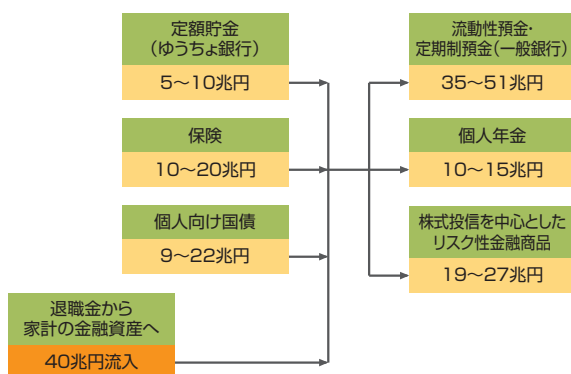 定額貯金
(ゆうちょ銀行)
5〜10兆円
保険
10〜20兆円
個人向け国債
9〜22兆円
退職金から
家計の金融資産へ
40兆円流入
流動性預金・
定期制預金(一般銀行)
35〜51兆円
個人年金
10〜15兆円
株式投信を中心とした
リスク性金融商品
19〜27兆円